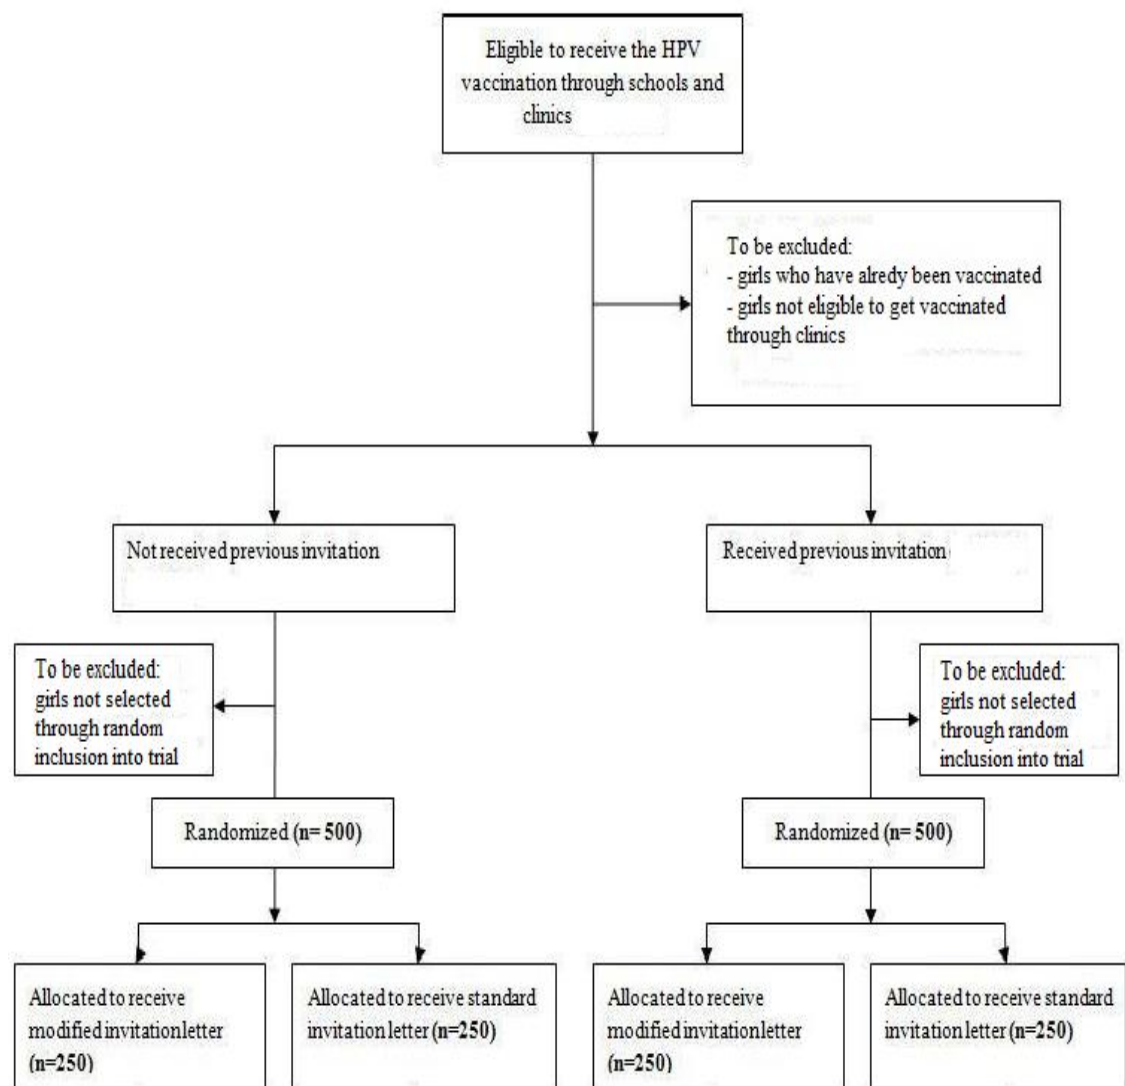 Eligible to receive the HPV
vaccination through schools and
clinics
To be excluded:
- girls who have alredy been vaccinated
- girls not eligible to get vaccinated
through clinics
Not received previous invitation
Received previous invitation
To be excluded:
girls not selected
through random
inclusion into trial
To be excluded:
girls not selected
through random
inclusion into trial
Randomized (n= 500)
Randomized (n= 500)
Allocated to receive
modified invitation letter
(n=250)
Allocated to receive standard
invitation letter (n=250)
Allocated to receive
modified invitation letter
(n=250)
Allocated to receive standard
invitation letter (n=250)